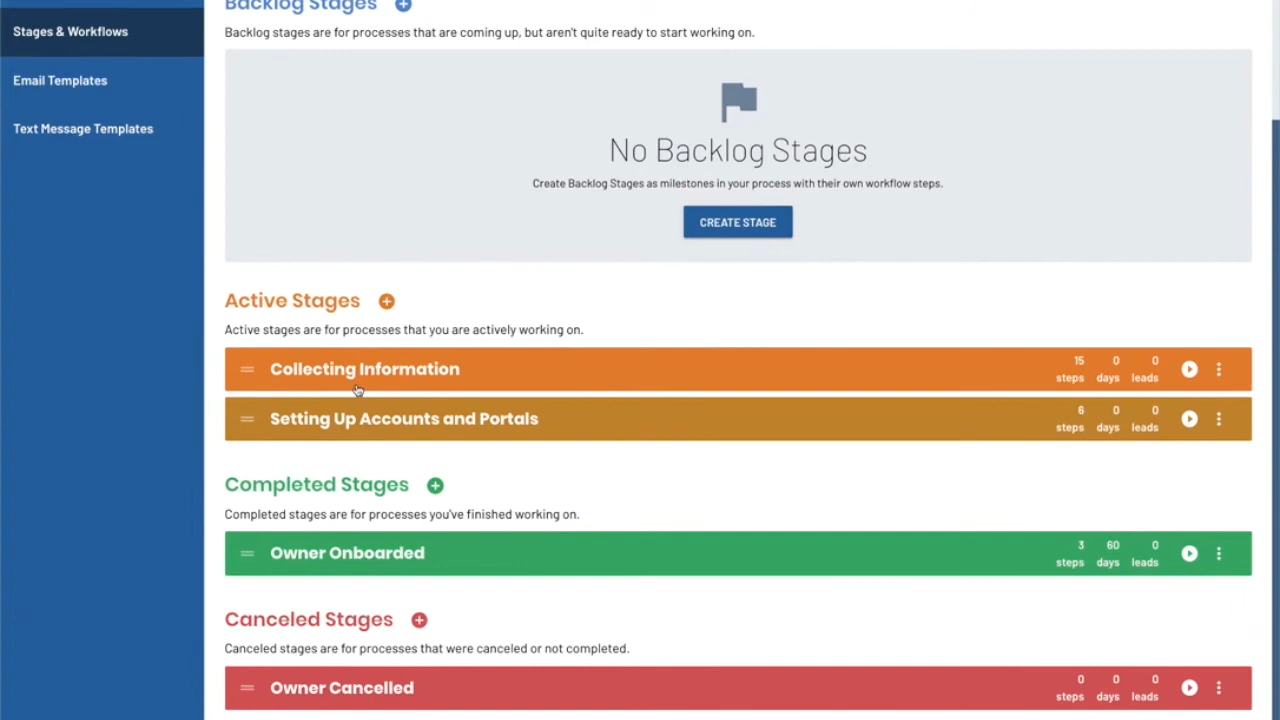 Backlog Stages
Stages & Workflows
Backlog stages are for processes that are coming up, but aren't quite ready to start working on.
Email Templates
Text Message Templates
No Backlog Stages
Create Backlog Stages as milestones in your process with their own workflow steps.
CREATE STAGE
Active Stages
Active stages are for processes that you are actively working on.
Collecting Information
15 0 0
steps days leads
Setting Up Accounts and Portals
6 0 0
steps days leads
Completed Stages
Completed stages are for processes you've finished working on.
Owner Onboarded
3 60 0
steps days leads
Canceled Stages
Canceled stages are for processes that were canceled or not completed.
Owner Cancelled
0 0 0
steps days leads